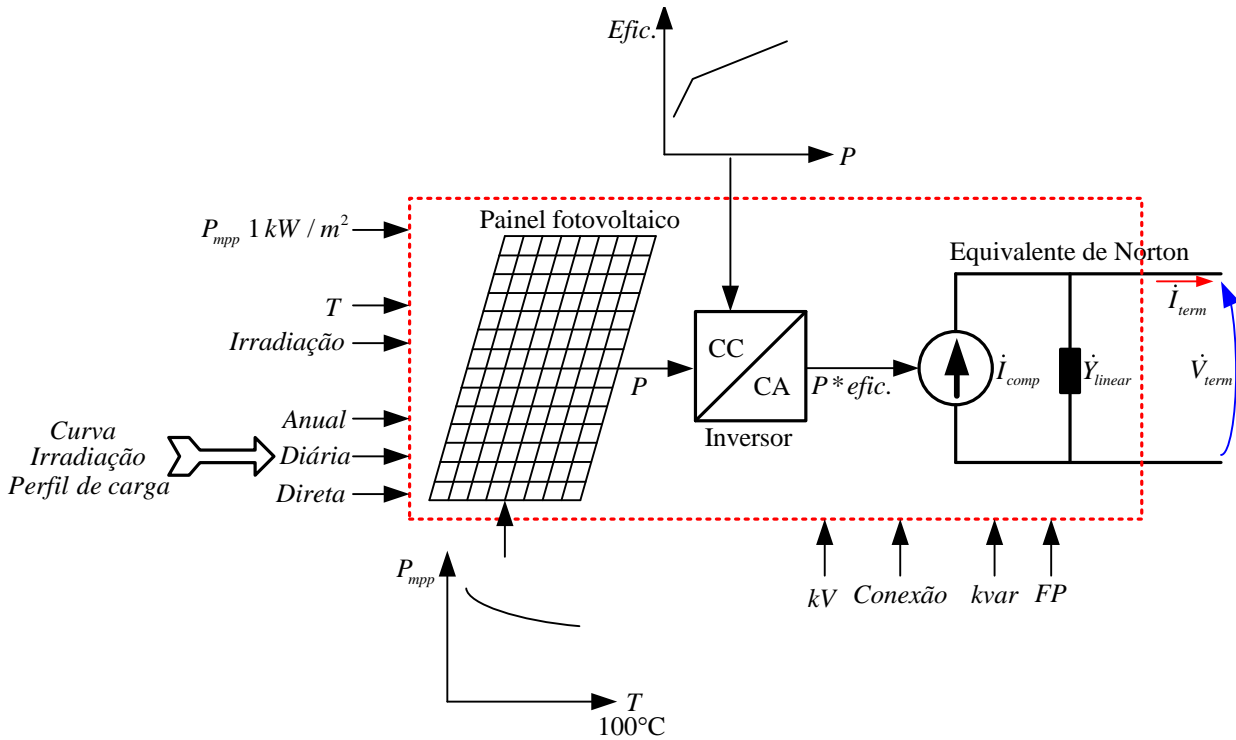 Efic.
P
P_mpp 1 kW / m²
Painel fotovoltaico
Equivalente de Norton
T
Irradiação
İ_term
CC
CA
P
P * efic.
İ_comp
Ẏ_linear
V̇_term
Inversor
Anual
Diária
Direta
Curva
Irradiação
Perfil de carga
P_mpp
kV
Conexão
kvar
FP
T
100°C